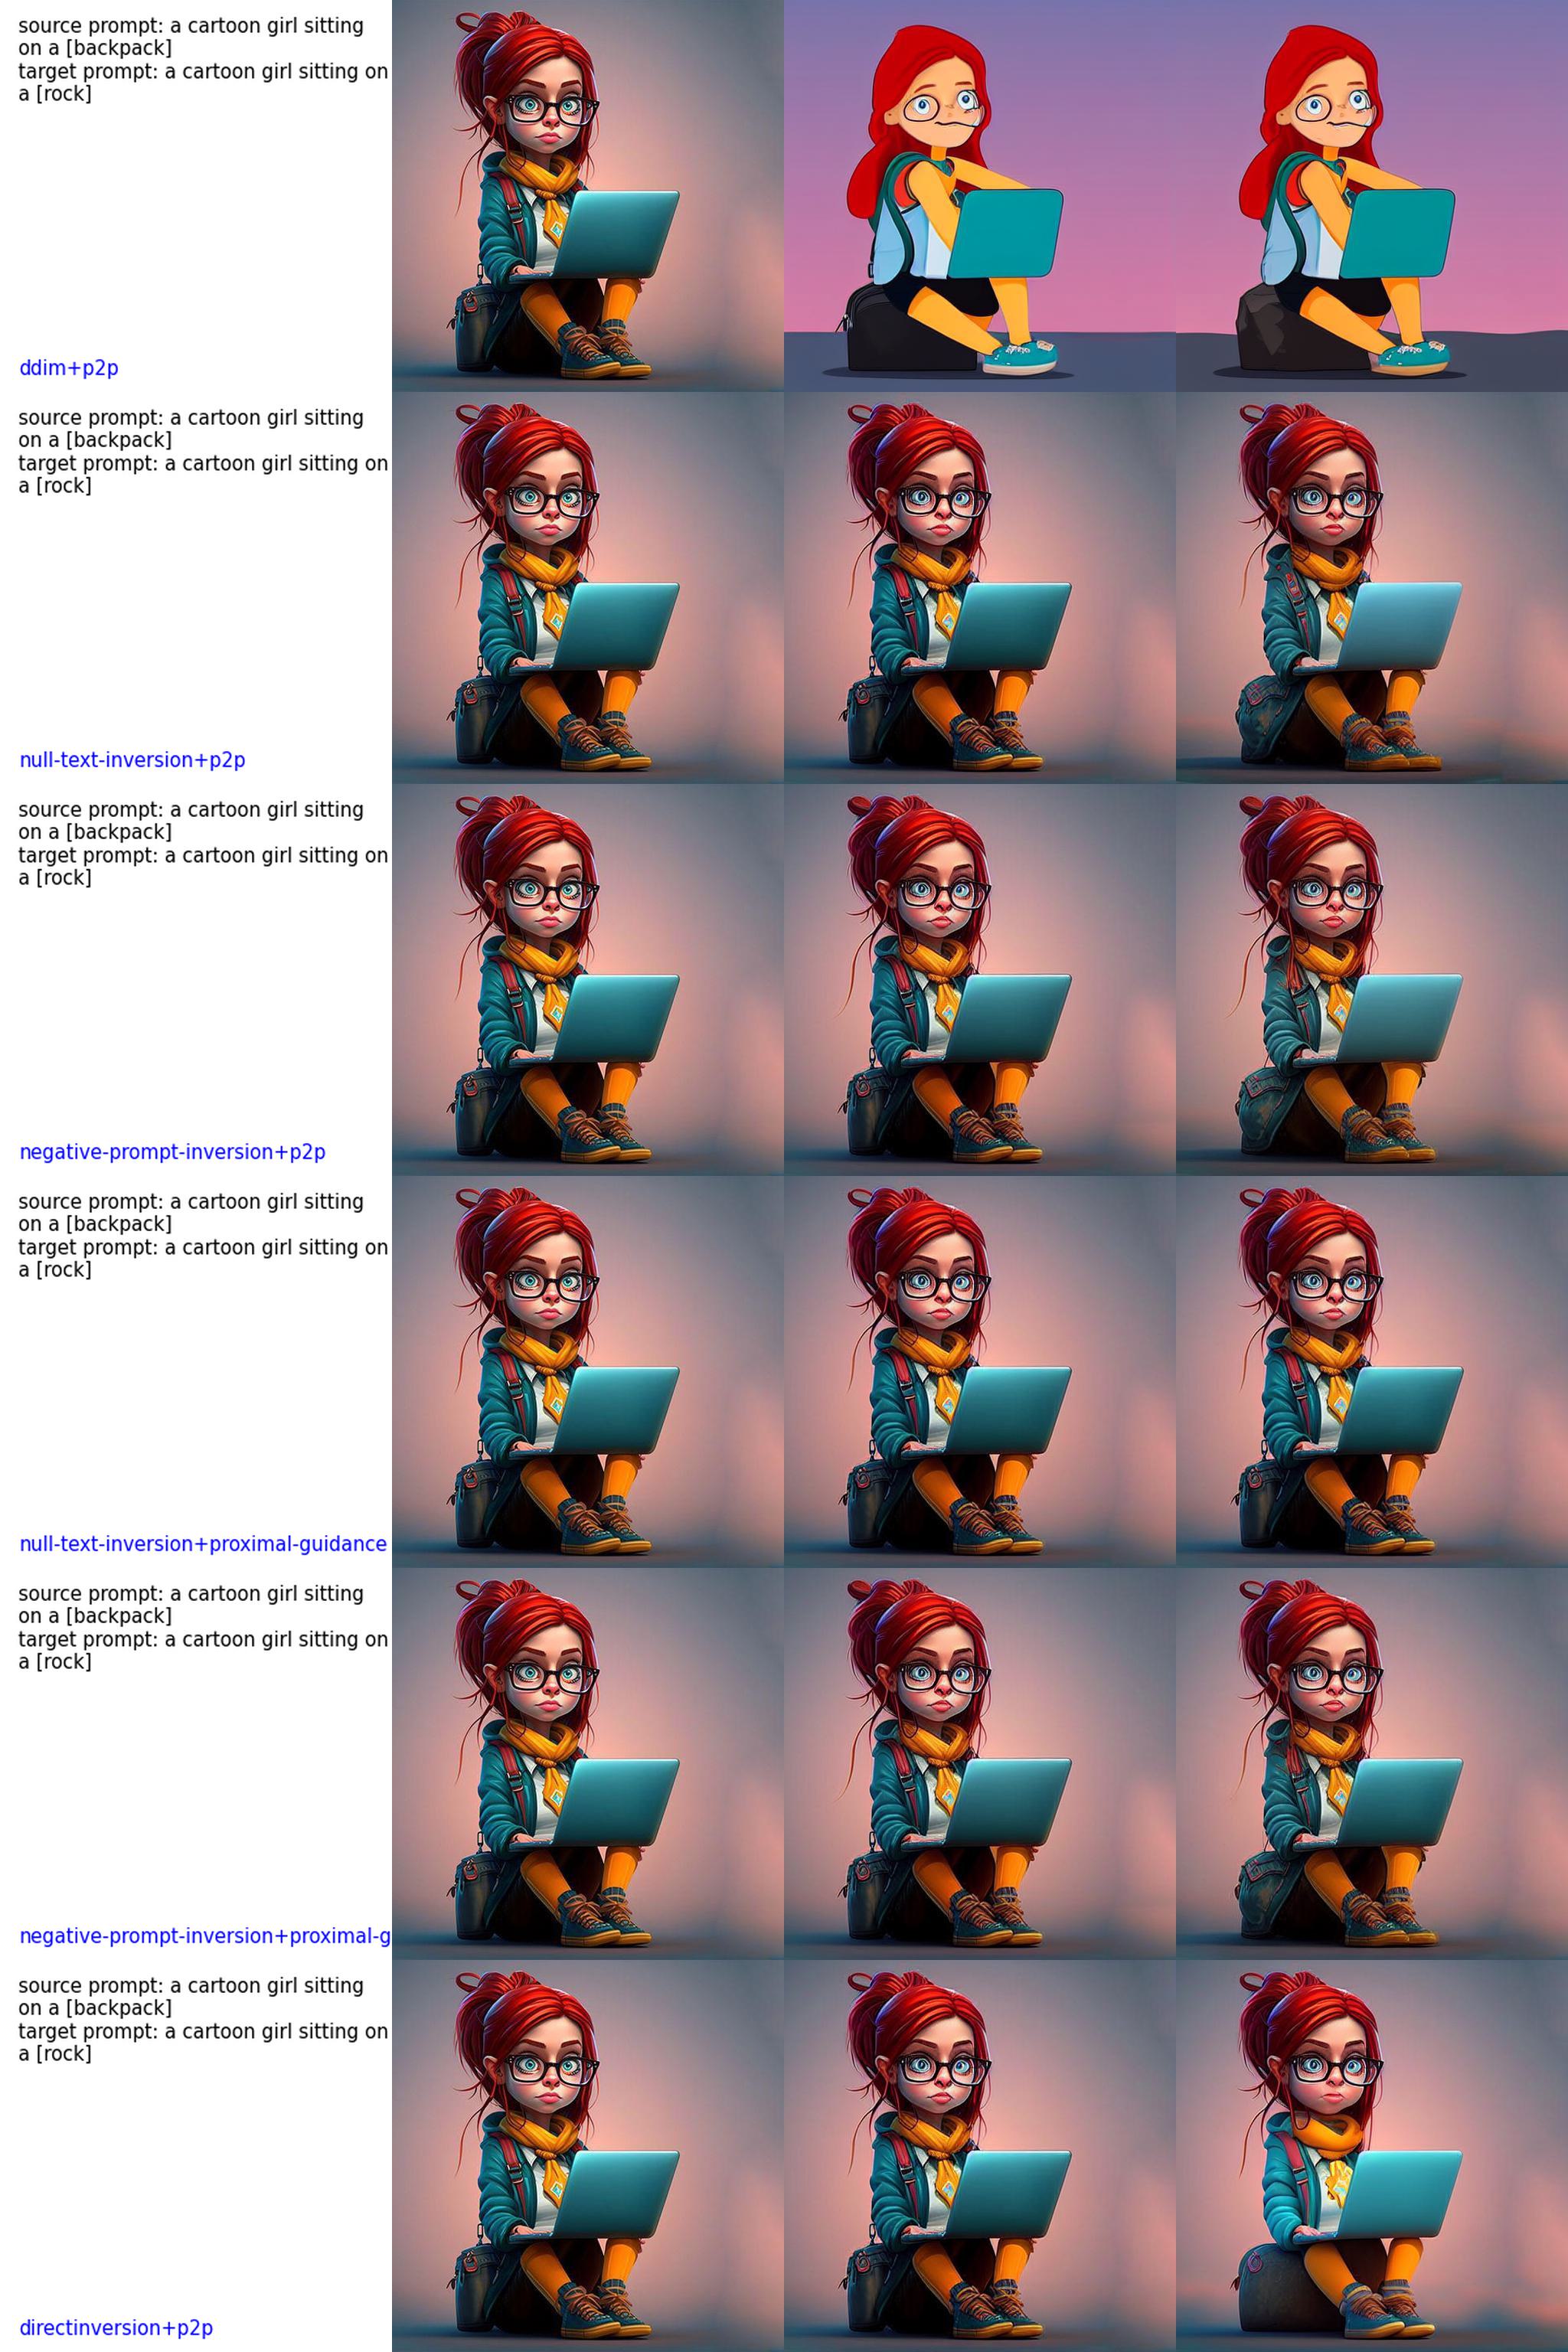 source prompt: a cartoon girl sitting
on a [backpack]
target prompt: a cartoon girl sitting on
a [rock]
ddim+p2p
source prompt: a cartoon girl sitting
on a [backpack]
target prompt: a cartoon girl sitting on
a [rock]
null-text-inversion+p2p
source prompt: a cartoon girl sitting
on a [backpack]
target prompt: a cartoon girl sitting on
a [rock]
negative-prompt-inversion+p2p
source prompt: a cartoon girl sitting
on a [backpack]
target prompt: a cartoon girl sitting on
a [rock]
null-text-inversion+proximal-guidance
source prompt: a cartoon girl sitting
on a [backpack]
target prompt: a cartoon girl sitting on
a [rock]
negative-prompt-inversion+proximal-g
source prompt: a cartoon girl sitting
on a [backpack]
target prompt: a cartoon girl sitting on
a [rock]
directinversion+p2p